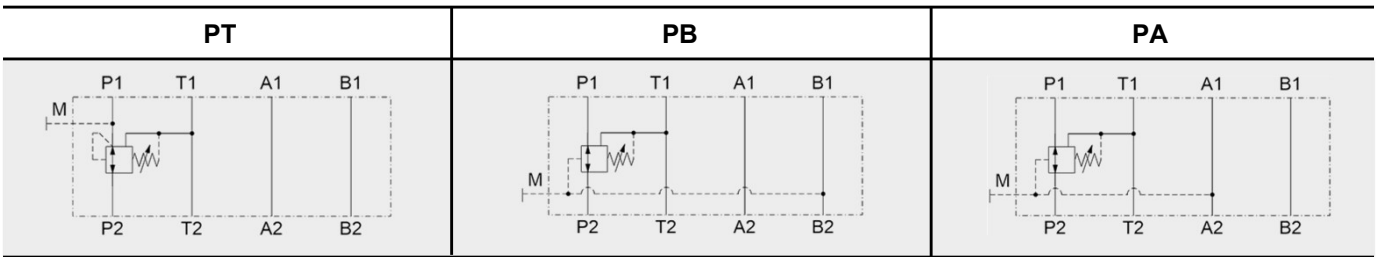 PT PB PA
P1 T1 A1 B1 P1 T1 A1 B1 P1 T1 A1 B1
M
M M
P2 T2 A2 B2 P2 T2 A2 B2 P2 T2 A2 B2